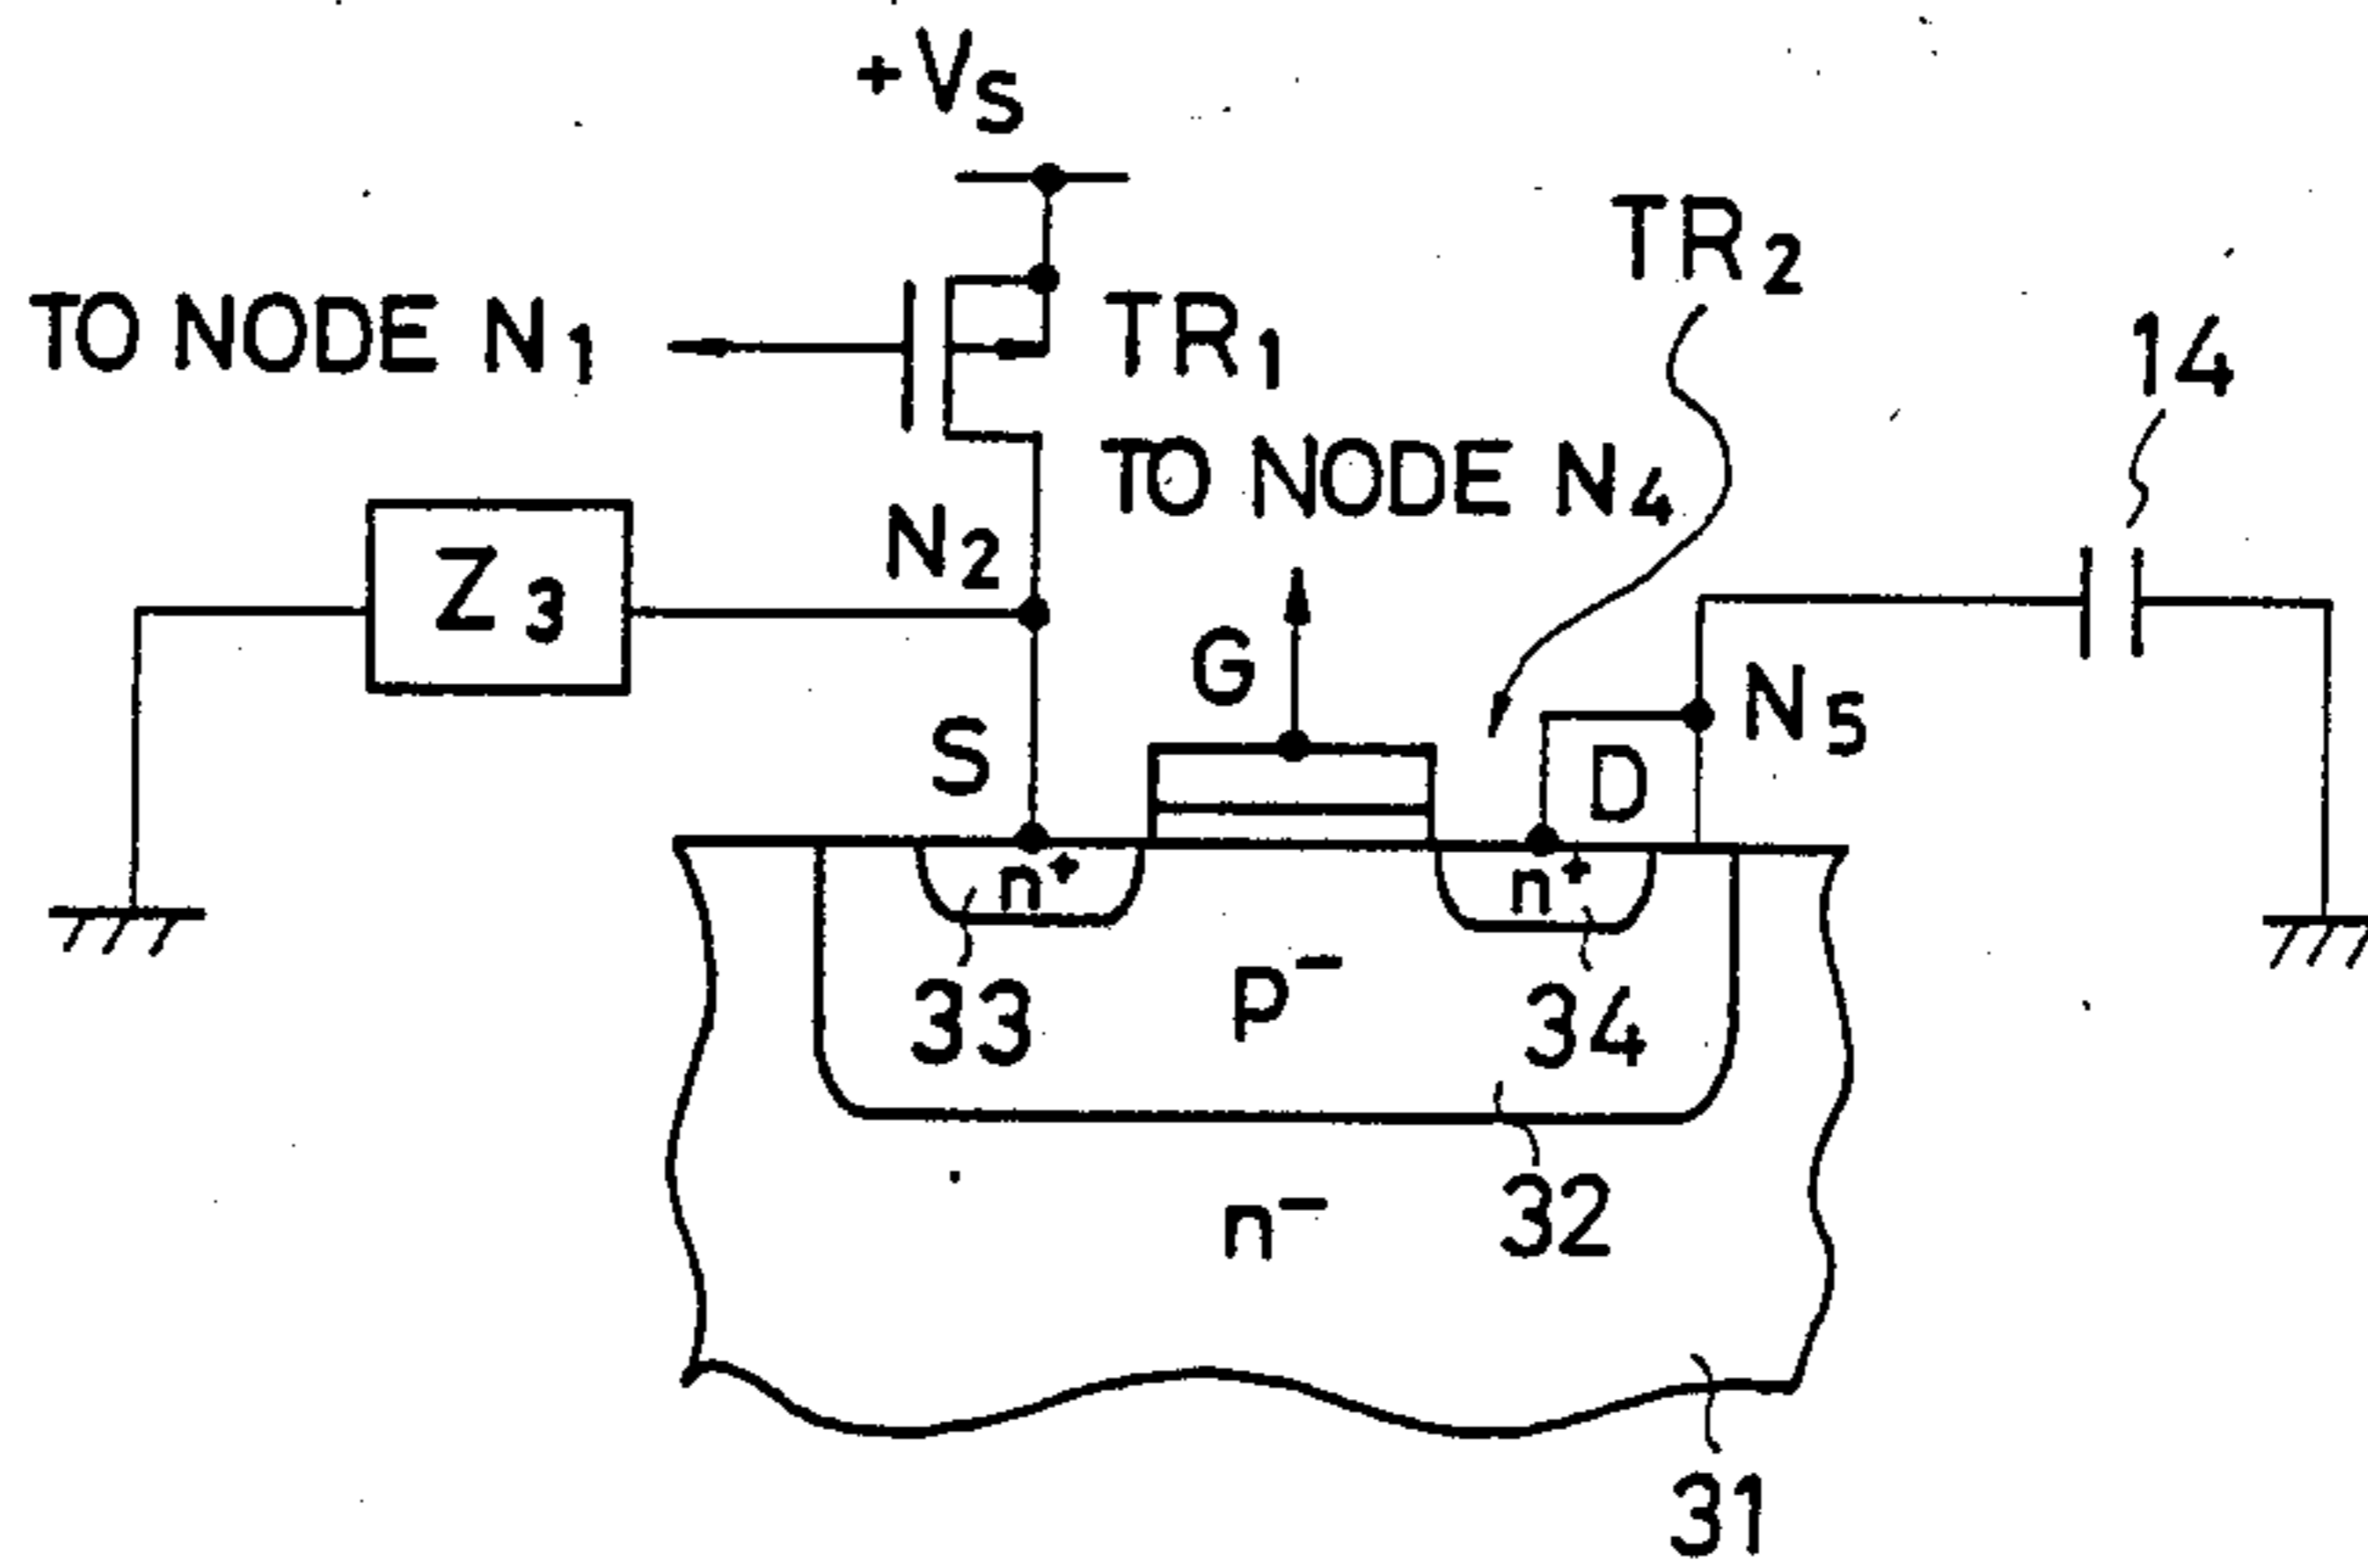 +VS
TR2
TO NODE N1
TR1
14
TO NODE N4
N2
Z3
G
N5
S
D
n+
n+
33
P-
34
32
n-
31